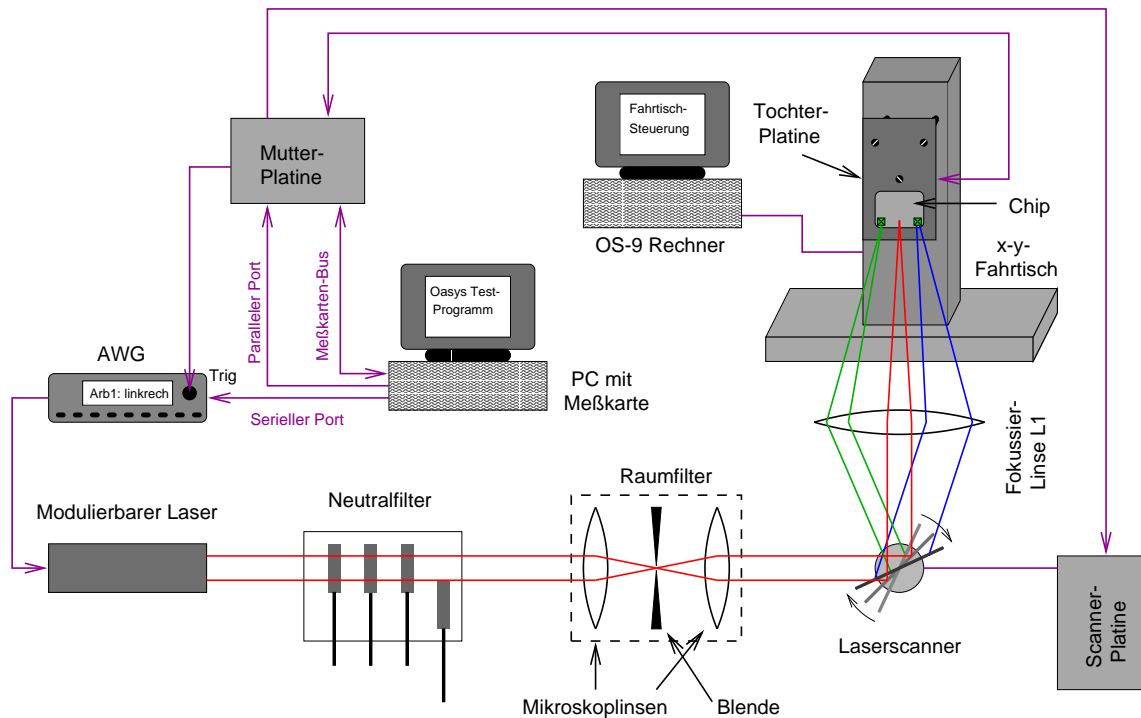 Mutter-
Platine
Fahrtisch-
Steuerung
Tochter-
Platine
Chip
OS-9 Rechner
x-y-
Fahrtisch
Paralleler Port
Meßkarten-Bus
Oasys Test-
Programm
AWG
Trig
Arb1: linkrech
Serieller Port
PC mit
Meßkarte
Fokussier-
Linse L1
Raumfilter
Neutralfilter
Modulierbarer Laser
Laserscanner
Scanner-
Platine
Mikroskoplinsen
Blende